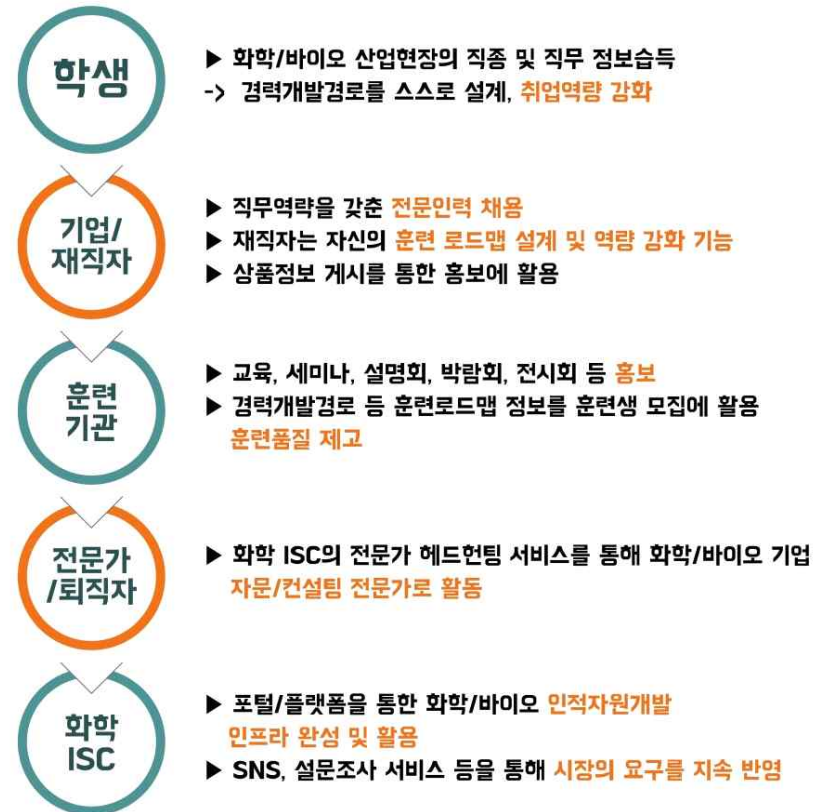 학생
▶ 화학/바이오 산업현장의 직종 및 직무 정보습득
-> 경력개발경로를 스스로 설계, 취업역량 강화
기업/
재직자
▶ 직무역략을 갖춘 전문인력 채용
▶ 재직자는 자신의 훈련 로드맵 설계 및 역량 강화 기능
▶ 상품정보 게시를 통한 홍보에 활용
훈련
기관
▶ 교육, 세미나, 설명회, 박람회, 전시회 등 홍보
▶ 경력개발경로 등 훈련로드맵 정보를 훈련생 모집에 활용
훈련품질 제고
전문가
/퇴직자
▶ 화학 ISC의 전문가 헤드헌팅 서비스를 통해 화학/바이오 기업
자문/컨설팅 전문가로 활동
화학
ISC
▶ 포털/플랫폼을 통한 화학/바이오 인적자원개발
인프라 완성 및 활용
▶ SNS, 설문조사 서비스 등을 통해 시장의 요구를 지속 반영